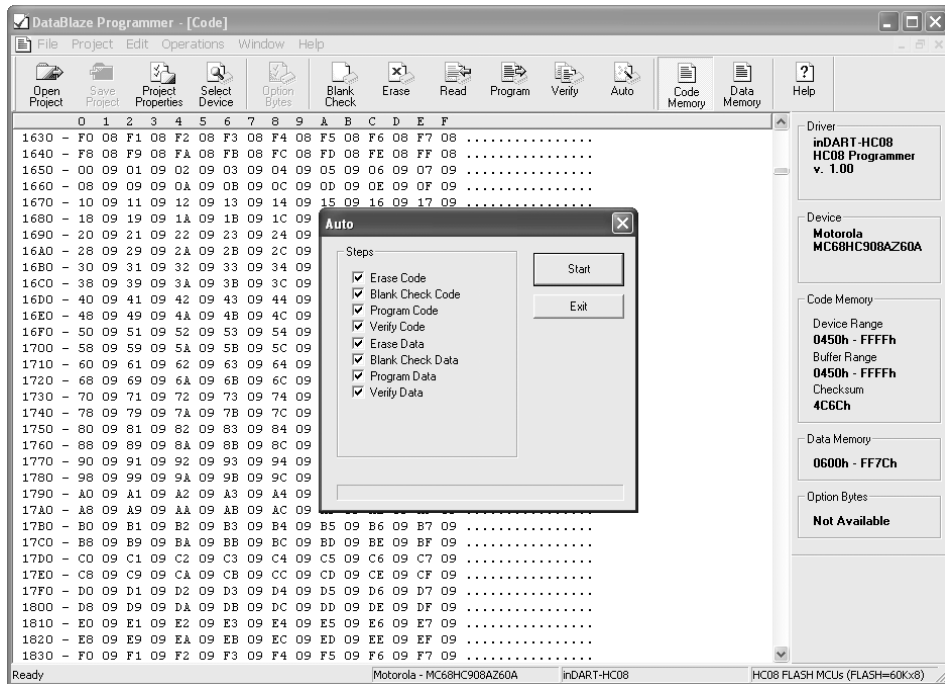 DataBlaze Programmer - [Code]
File Project Edit Operations Window Help
Open Project Save Project Project Properties Select Device Option Bytes Blank Check Erase Read Program Verify Auto Code Memory Data Memory Help
0 1 2 3 4 5 6 7 8 9 A B C D E F
1630 - F0 08 F1 08 F2 08 F3 08 F4 08 F5 08 F6 08 F7 08 ................
1640 - F8 08 F9 08 FA 08 FB 08 FC 08 FD 08 FE 08 FF 08 ................
1650 - 00 09 01 09 02 09 03 09 04 09 05 09 06 09 07 09 ................
1660 - 08 09 09 09 0A 09 0B 09 0C 09 0D 09 0E 09 0F 09 ................
1670 - 10 09 11 09 12 09 13 09 14 09 15 09 16 09 17 09 ................
1680 - 18 09 19 09 1A 09 1B 09 1C 09
1690 - 20 09 21 09 22 09 23 09 24 09
16A0 - 28 09 29 09 2A 09 2B 09 2C 09
16B0 - 30 09 31 09 32 09 33 09 34 09
16C0 - 38 09 39 09 3A 09 3B 09 3C 09
16D0 - 40 09 41 09 42 09 43 09 44 09
16E0 - 48 09 49 09 4A 09 4B 09 4C 09
16F0 - 50 09 51 09 52 09 53 09 54 09
1700 - 58 09 59 09 5A 09 5B 09 5C 09
1710 - 60 09 61 09 62 09 63 09 64 09
1720 - 68 09 69 09 6A 09 6B 09 6C 09
1730 - 70 09 71 09 72 09 73 09 74 09
1740 - 78 09 79 09 7A 09 7B 09 7C 09
1750 - 80 09 81 09 82 09 83 09 84 09
1760 - 88 09 89 09 8A 09 8B 09 8C 09
1770 - 90 09 91 09 92 09 93 09 94 09
1780 - 98 09 99 09 9A 09 9B 09 9C 09
1790 - A0 09 A1 09 A2 09 A3 09 A4 09
17A0 - A8 09 A9 09 AA 09 AB 09 AC 09
17B0 - B0 09 B1 09 B2 09 B3 09 B4 09 B5 09 B6 09 B7 09 ................
17C0 - B8 09 B9 09 BA 09 BB 09 BC 09 BD 09 BE 09 BF 09 ................
17D0 - C0 09 C1 09 C2 09 C3 09 C4 09 C5 09 C6 09 C7 09 ................
17E0 - C8 09 C9 09 CA 09 CB 09 CC 09 CD 09 CE 09 CF 09 ................
17F0 - D0 09 D1 09 D2 09 D3 09 D4 09 D5 09 D6 09 D7 09 ................
1800 - D8 09 D9 09 DA 09 DB 09 DC 09 DD 09 DE 09 DF 09 ................
1810 - E0 09 E1 09 E2 09 E3 09 E4 09 E5 09 E6 09 E7 09 ................
1820 - E8 09 E9 09 EA 09 EB 09 EC 09 ED 09 EE 09 EF 09 ................
1830 - F0 09 F1 09 F2 09 F3 09 F4 09 F5 09 F6 09 F7 09 ................
Auto
Steps
Erase Code
Blank Check Code
Program Code
Verify Code
Erase Data
Blank Check Data
Program Data
Verify Data
Start
Exit
Driver
inDART-HC08
HC08 Programmer
v. 1.00
Device
Motorola
MC68HC908AZ60A
Code Memory
Device Range
0450h - FFFFh
Buffer Range
0450h - FFFFh
Checksum
4C6Ch
Data Memory
0600h - FF7Ch
Option Bytes
Not Available
Ready Motorola - MC68HC908AZ60A inDART-HC08 HC08 FLASH MCUs (FLASH=60Kx8)